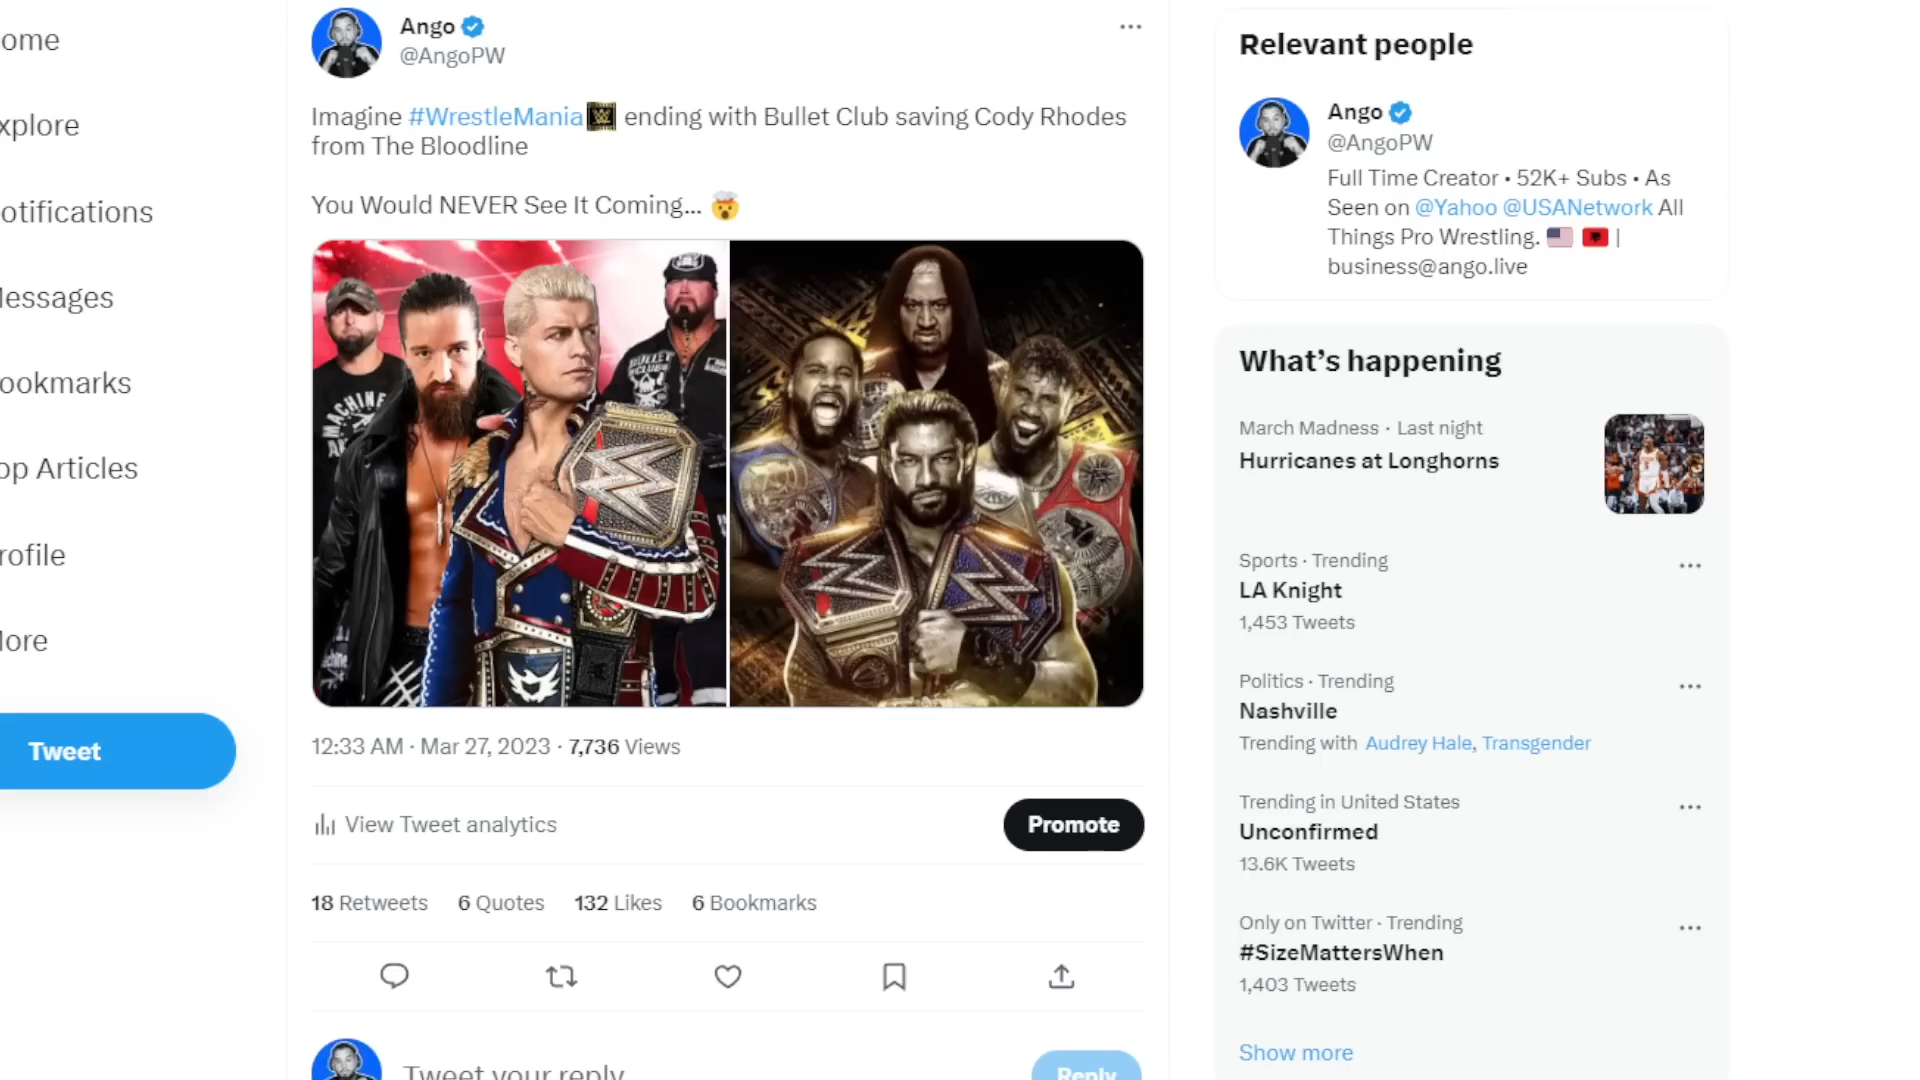 ome
xplore
otifications
lessages
ookmarks
op Articles
rofile
lore
Tweet
Ango
@AngoPW
Imagine #WrestleMania ending with Bullet Club saving Cody Rhodes
from The Bloodline
You Would NEVER See It Coming... 🤯
MACHINE
BULLET
CLUB
12:33 AM · Mar 27, 2023 · 7,736 Views
View Tweet analytics
Promote
18 Retweets 6 Quotes 132 Likes 6 Bookmarks
Tweet your reply
Reply
Relevant people
Ango
@AngoPW
Full Time Creator • 52K+ Subs • As
Seen on @Yahoo @USANetwork All
Things Pro Wrestling. 🇺🇸 🇦🇱 |
business@ango.live
What's happening
March Madness · Last night
Hurricanes at Longhorns
Sports · Trending
LA Knight
1,453 Tweets
Politics · Trending
Nashville
Trending with Audrey Hale, Transgender
Trending in United States
Unconfirmed
13.6K Tweets
Only on Twitter · Trending
#SizeMattersWhen
1,403 Tweets
Show more